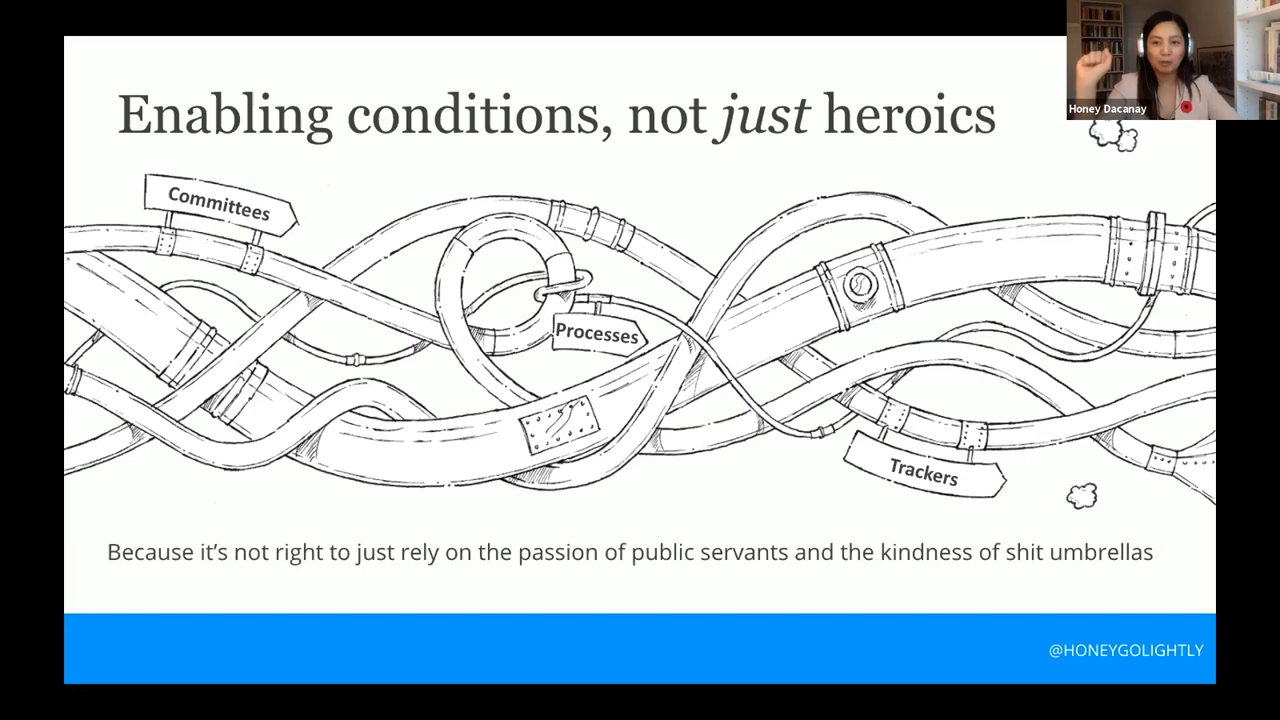 Honey Dacanay
Enabling conditions, not just heroics
Committees
Processes
Trackers
Because it’s not right to just rely on the passion of public servants and the kindness of shit umbrellas
@HONEYGOLIGHTLY